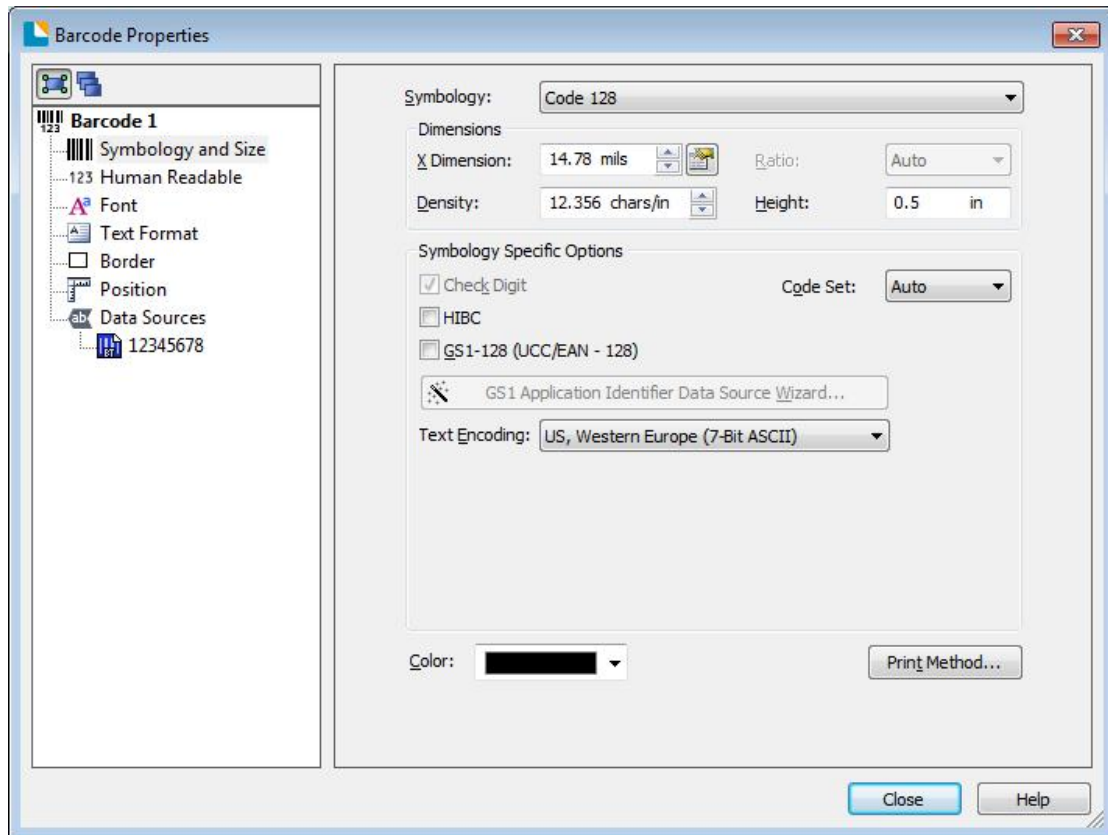 Barcode Properties
Barcode 1
Symbology and Size
123 Human Readable
Font
Text Format
Border
Position
Data Sources
12345678
Symbology: Code 128
Dimensions
X Dimension: 14.78 mils Ratio: Auto
Density: 12.356 chars/in Height: 0.5 in
Symbology Specific Options
Check Digit Code Set: Auto
HIBC
GS1-128 (UCC/EAN - 128)
GS1 Application Identifier Data Source Wizard...
Text Encoding: US, Western Europe (7-Bit ASCII)
Color: Print Method...
Close Help